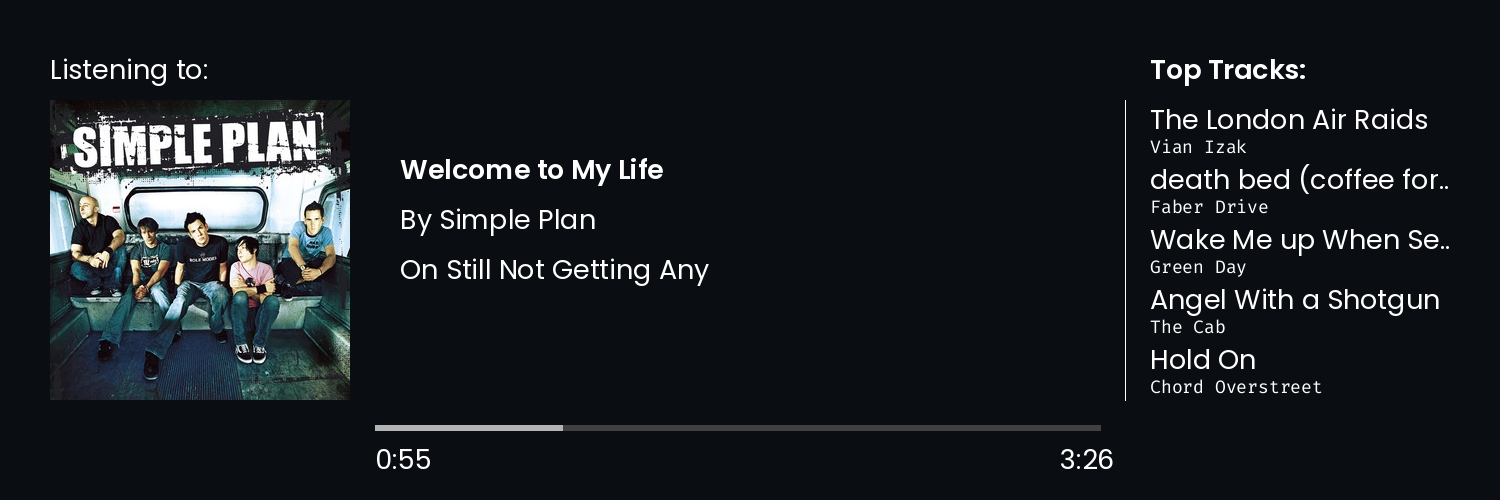 Listening to:
SIMPLE PLAN
Welcome to My Life
By Simple Plan
On Still Not Getting Any
0:55
3:26
Top Tracks:
The London Air Raids
Vian Izak
death bed (coffee for..
Faber Drive
Wake Me up When Se..
Green Day
Angel With a Shotgun
The Cab
Hold On
Chord Overstreet